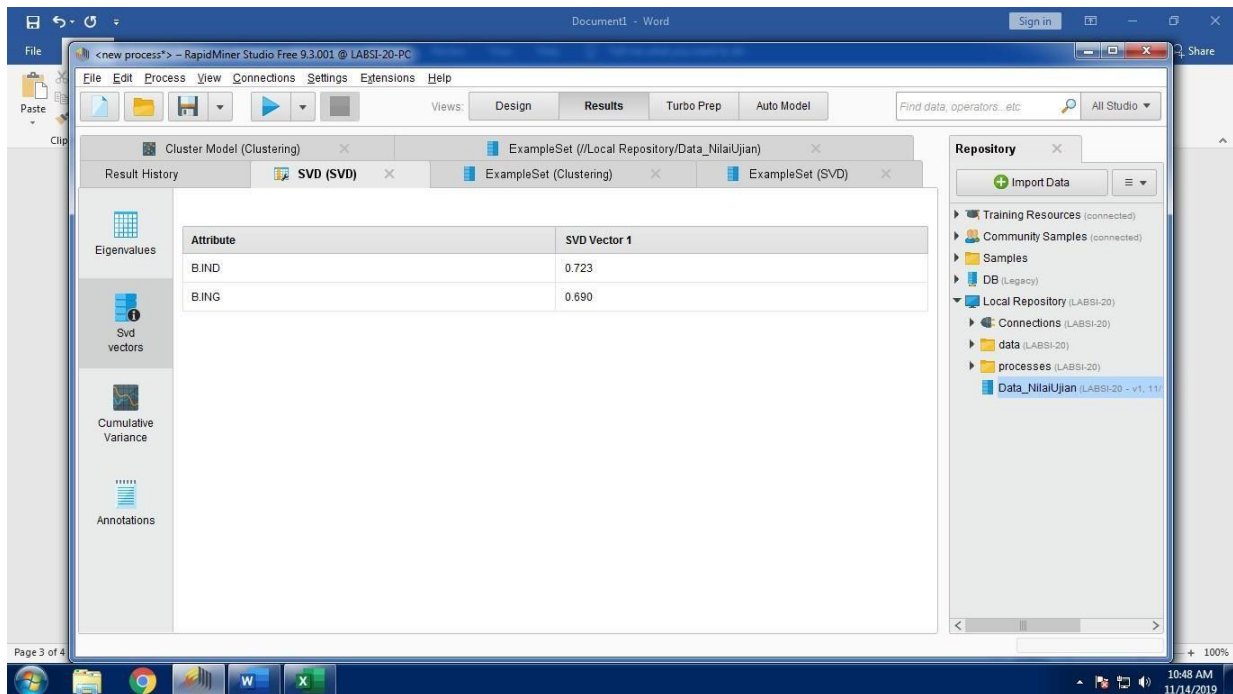 Document1 - Word
Sign in
File
Share
<new process*> – RapidMiner Studio Free 9.3.001 @ LABSI-20-PC
File Edit Process View Connections Settings Extensions Help
Paste
Clip
Views: Design Results Turbo Prep Auto Model
Find data, operators...etc
All Studio
Cluster Model (Clustering)
ExampleSet (//Local Repository/Data_NilaiUjian)
Result History
SVD (SVD)
ExampleSet (Clustering)
ExampleSet (SVD)
Eigenvalues
Svd
vectors
Cumulative
Variance
Annotations
Attribute SVD Vector 1
B.IND 0.723
B.ING 0.690
Repository
Import Data
Training Resources (connected)
Community Samples (connected)
Samples
DB (Legacy)
Local Repository (LABSI-20)
Connections (LABSI-20)
data (LABSI-20)
processes (LABSI-20)
Data_NilaiUjian (LABSI-20 - v1, 11/
Page 3 of 4
100%
10:48 AM
11/14/2019